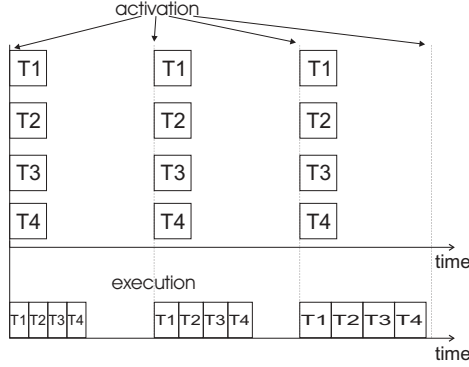 activation
T1 T1 T1
T2 T2 T2
T3 T3 T3
T4 T4 T4
time
execution
T1 T2 T3 T4 T1 T2 T3 T4 T1 T2 T3 T4
time